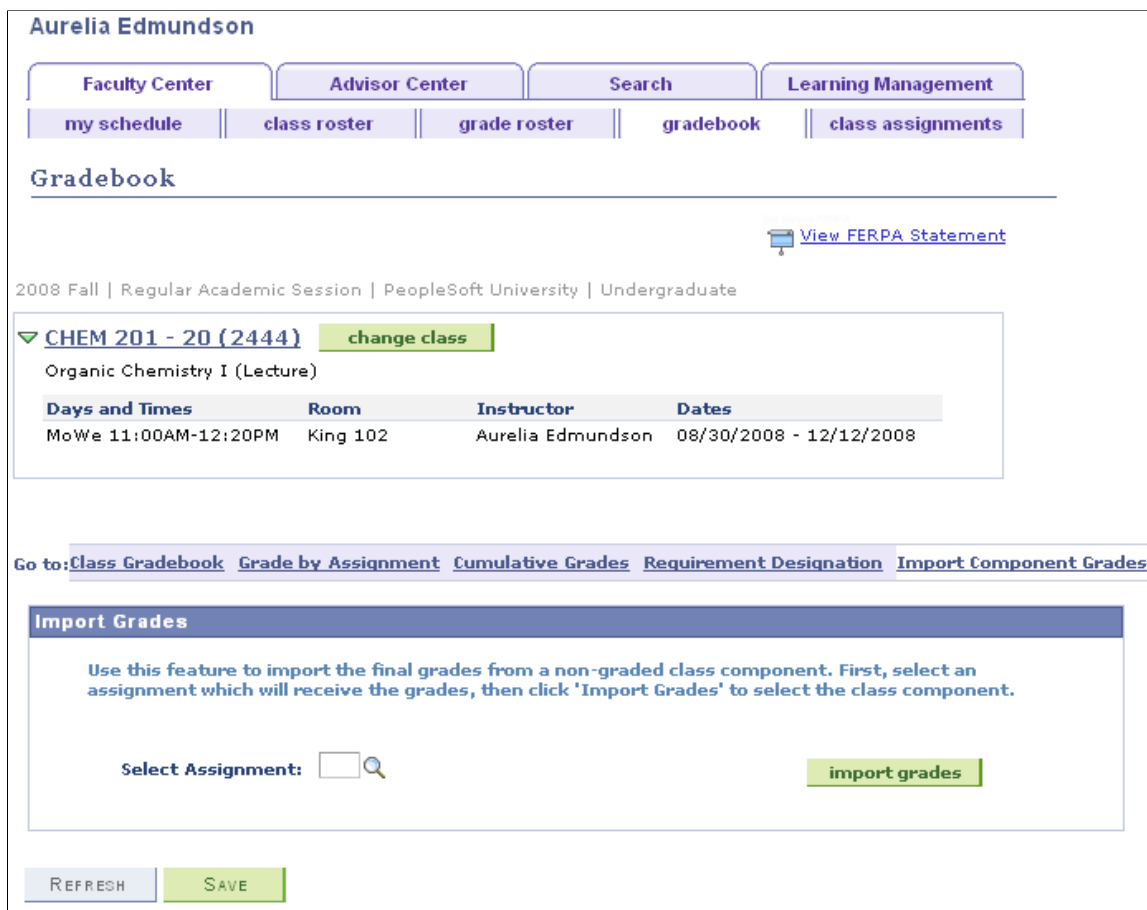 Aurelia Edmundson
Faculty Center Advisor Center Search Learning Management
my schedule class roster grade roster gradebook class assignments
Gradebook
View FERPA Statement
2008 Fall | Regular Academic Session | PeopleSoft University | Undergraduate
CHEM 201 - 20 (2444) change class
Organic Chemistry I (Lecture)
Days and Times Room Instructor Dates
MoWe 11:00AM-12:20PM King 102 Aurelia Edmundson 08/30/2008 - 12/12/2008
Go to: Class Gradebook Grade by Assignment Cumulative Grades Requirement Designation Import Component Grades
Import Grades
Use this feature to import the final grades from a non-graded class component. First, select an
assignment which will receive the grades, then click 'Import Grades' to select the class component.
Select Assignment: import grades
REFRESH SAVE